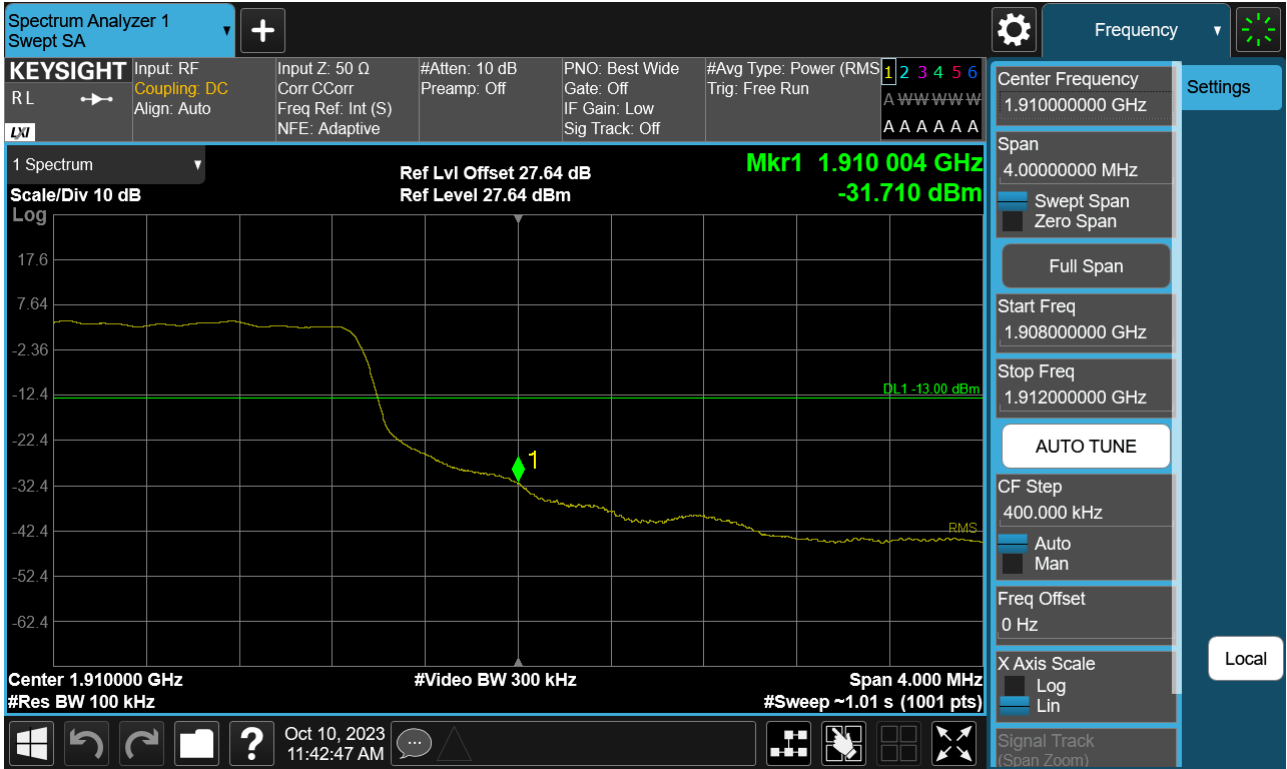 Spectrum Analyzer 1
Swept SA
+
Frequency
KEYSIGHT
RL
LXI
Input: RF
Coupling: DC
Align: Auto
Input Z: 50 Ω
Corr CCorr
Freq Ref: Int (S)
NFE: Adaptive
#Atten: 10 dB
Preamp: Off
PNO: Best Wide
Gate: Off
IF Gain: Low
Sig Track: Off
#Avg Type: Power (RMS
Trig: Free Run
1 2 3 4 5 6
A W W W W W
A A A A A A
1 Spectrum
Scale/Div 10 dB
Log
Ref Lvl Offset 27.64 dB
Ref Level 27.64 dBm
Mkr1 1.910 004 GHz
-31.710 dBm
17.6
7.64
-2.36
-12.4
-22.4
-32.4
-42.4
-52.4
-62.4
DL1 -13.00 dBm
1
RMS
Center 1.910000 GHz
#Video BW 300 kHz
Span 4.000 MHz
#Res BW 100 kHz
#Sweep ~1.01 s (1001 pts)
Center Frequency
1.910000000 GHz
Settings
Span
4.00000000 MHz
Swept Span
Zero Span
Full Span
Start Freq
1.908000000 GHz
Stop Freq
1.912000000 GHz
AUTO TUNE
CF Step
400.000 kHz
Auto
Man
Freq Offset
0 Hz
X Axis Scale
Log
Lin
Local
Signal Track
(Span Zoom)
?
Oct 10, 2023
11:42:47 AM